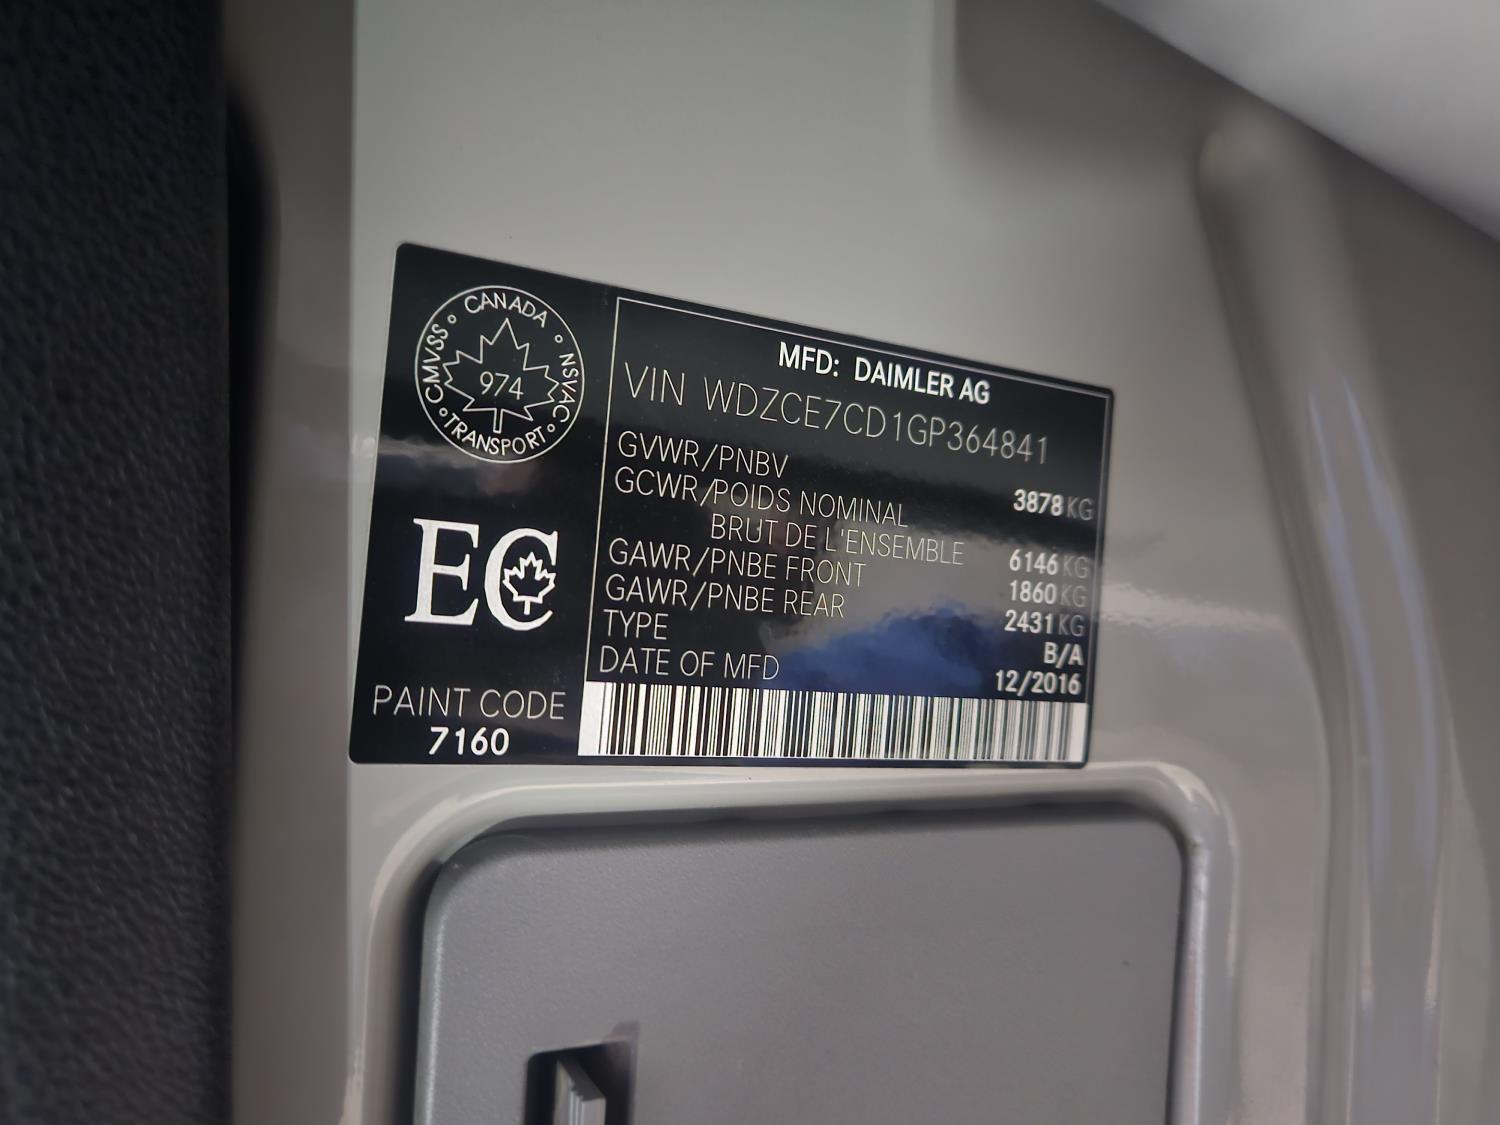 CANADA
CMVSS
NSVAC
974
TRANSPORT
EC
PAINT CODE
7160
MFD: DAIMLER AG
VIN WDZCE7CD1GP364841
GVWR/PNBV 3878 KG
GCWR/POIDS NOMINAL
BRUT DE L'ENSEMBLE 6146 KG
GAWR/PNBE FRONT 1860 KG
GAWR/PNBE REAR 2431 KG
TYPE B/A
DATE OF MFD 12/2016